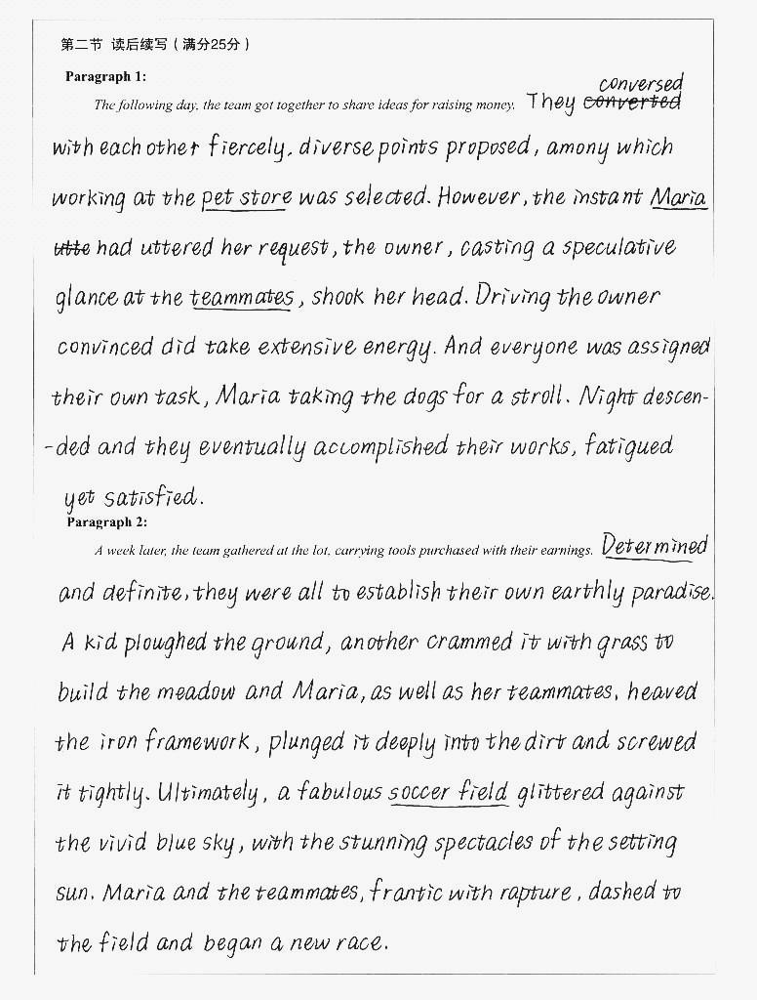 第二节 读后续写（满分25分）
Paragraph 1:
conversed
The following day, the team got together to share ideas for raising money. They converted
with each other fiercely, diverse points proposed, amony which
working at the pet store was selected. However, the instant Maria
utte had uttered her request, the owner, casting a speculative
glance at the teammates, shook her head. Driving the owner
convinced did take extensive energy. And everyone was assigned
their own task, Maria taking the dogs for a stroll. Night descen-
-ded and they eventually accomplished their works, fatigued
yet satisfied.
Paragraph 2:
A week later, the team gathered at the lot, carrying tools purchased with their earnings. Determined
and definite, they were all to establish their own earthly paradise.
A kid ploughed the ground, another crammed it with grass to
build the meadow and Maria, as well as her teammates, heaved
the iron framework, plunged it deeply into the dirt and screwed
it tightly. Ultimately, a fabulous soccer field glittered against
the vivid blue sky, with the stunning spectacles of the setting
sun. Maria and the teammates, frantic with rapture, dashed to
the field and began a new race.